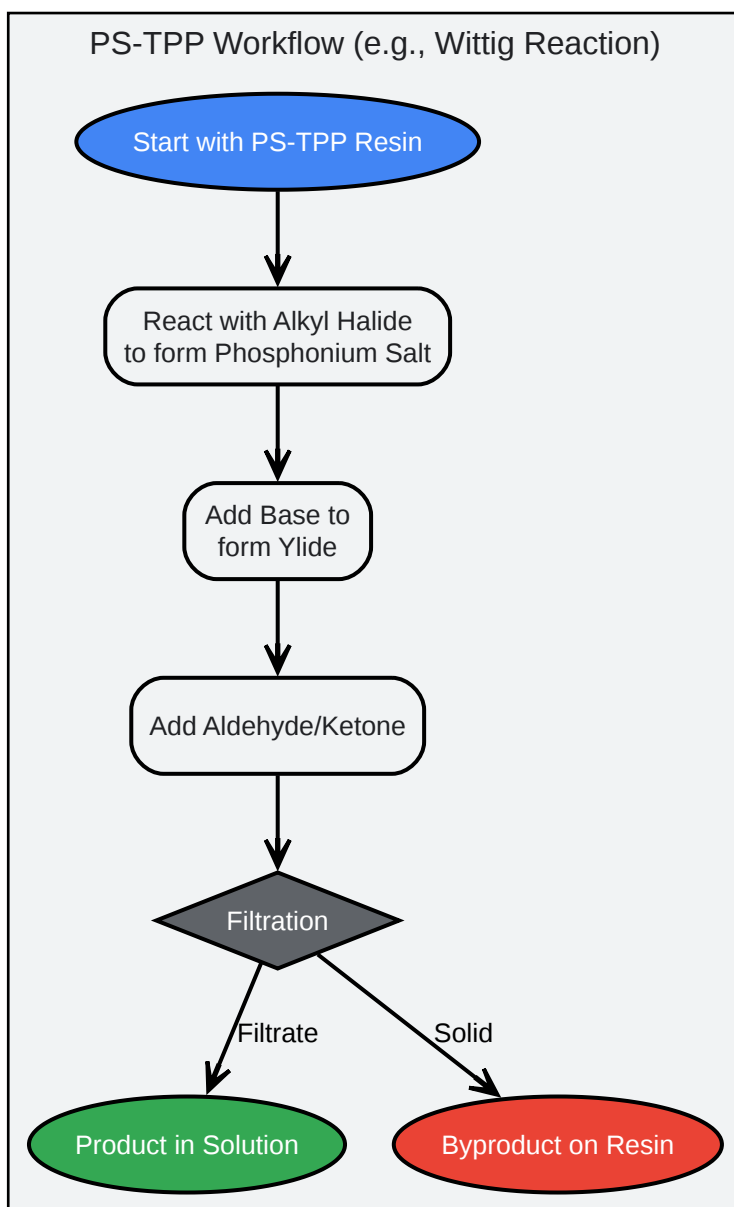 PS-TPP Workflow (e.g., Wittig Reaction)
Start with PS-TPP Resin
React with Alkyl Halide
to form Phosphonium Salt
Add Base to
form Ylide
Add Aldehyde/Ketone
Filtration
Filtrate
Solid
Product in Solution
Byproduct on Resin